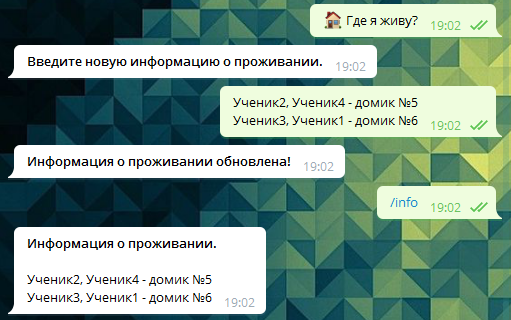 🏠 Где я живу? 19:02
Введите новую информацию о проживании. 19:02
Ученик2, Ученик4 - домик №5
Ученик3, Ученик1 - домик №6 19:02
Информация о проживании обновлена! 19:02
/info 19:02
Информация о проживании.
Ученик2, Ученик4 - домик №5
Ученик3, Ученик1 - домик №6 19:02